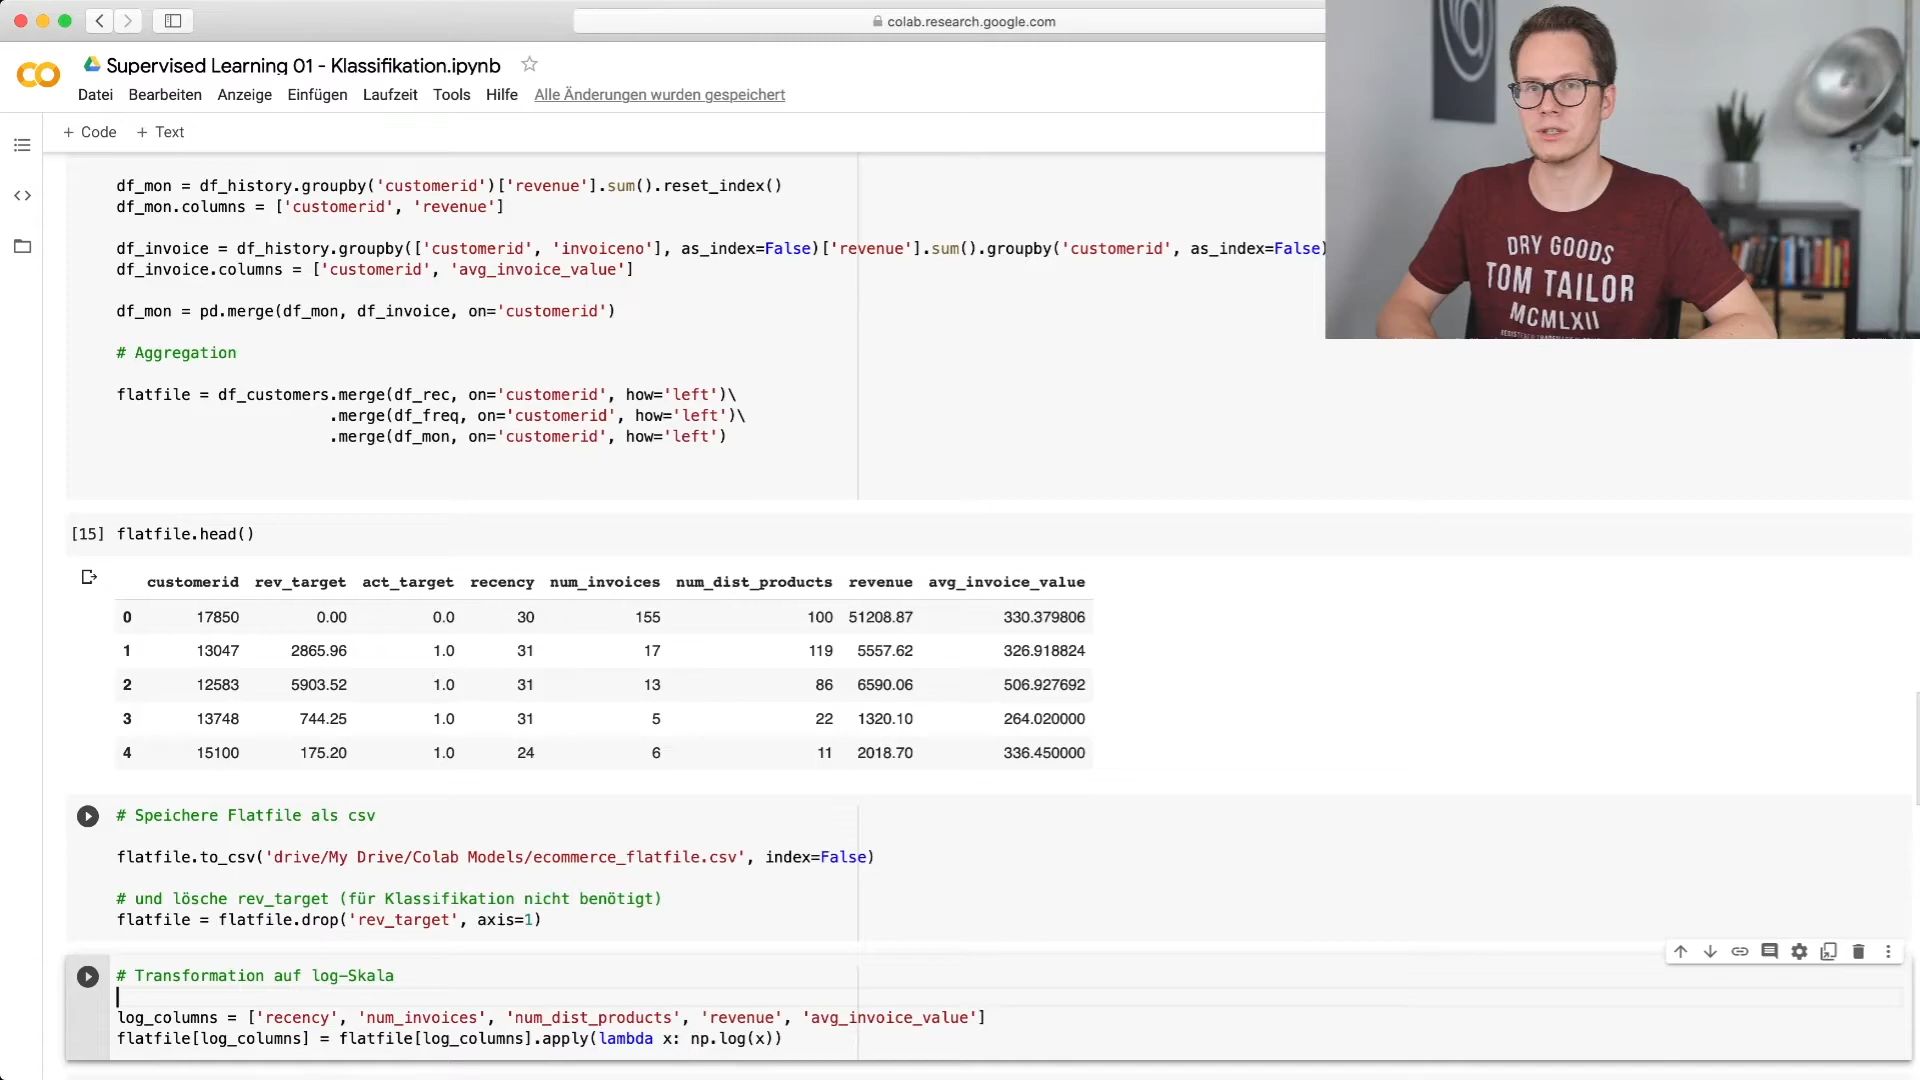 colab.research.google.com
Supervised Learning 01 - Klassifikation.ipynb
Datei Bearbeiten Anzeige Einfügen Laufzeit Tools Hilfe Alle Änderungen wurden gespeichert
+ Code + Text
df_mon = df_history.groupby('customerid')['revenue'].sum().reset_index()
df_mon.columns = ['customerid', 'revenue']
df_invoice = df_history.groupby(['customerid', 'invoiceno'], as_index=False)['revenue'].sum().groupby('customerid', as_index=False)
df_invoice.columns = ['customerid', 'avg_invoice_value']
df_mon = pd.merge(df_mon, df_invoice, on='customerid')
# Aggregation
flatfile = df_customers.merge(df_rec, on='customerid', how='left')\
.merge(df_freq, on='customerid', how='left')\
.merge(df_mon, on='customerid', how='left')
[15] flatfile.head()
customerid rev_target act_target recency num_invoices num_dist_products revenue avg_invoice_value
0 17850 0.00 0.0 30 155 100 51208.87 330.379806
1 13047 2865.96 1.0 31 17 119 5557.62 326.918824
2 12583 5903.52 1.0 31 13 86 6590.06 506.927692
3 13748 744.25 1.0 31 5 22 1320.10 264.020000
4 15100 175.20 1.0 24 6 11 2018.70 336.450000
# Speichere Flatfile als csv
flatfile.to_csv('drive/My Drive/Colab Models/ecommerce_flatfile.csv', index=False)
# und lösche rev_target (für Klassifikation nicht benötigt)
flatfile = flatfile.drop('rev_target', axis=1)
# Transformation auf log-Skala
log_columns = ['recency', 'num_invoices', 'num_dist_products', 'revenue', 'avg_invoice_value']
flatfile[log_columns] = flatfile[log_columns].apply(lambda x: np.log(x))
DRY GOODS
TOM TAILOR
MCMLXII